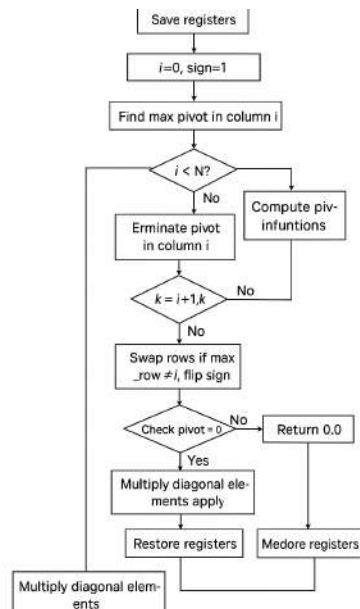 Save registers
i=0, sign=1
Find max pivot in column i
i < N?
No
Compute piv-
infuntions
Erminate pivot
in column i
k = i+1,k
No
No
Swap rows if max
_row ≠ i, flip sign
Check pivot = 0
No
Return 0.0
Yes
Multiply diagonal ele-
ments apply
Restore registers
Medore registers
Multiply diagonal elem-
ents